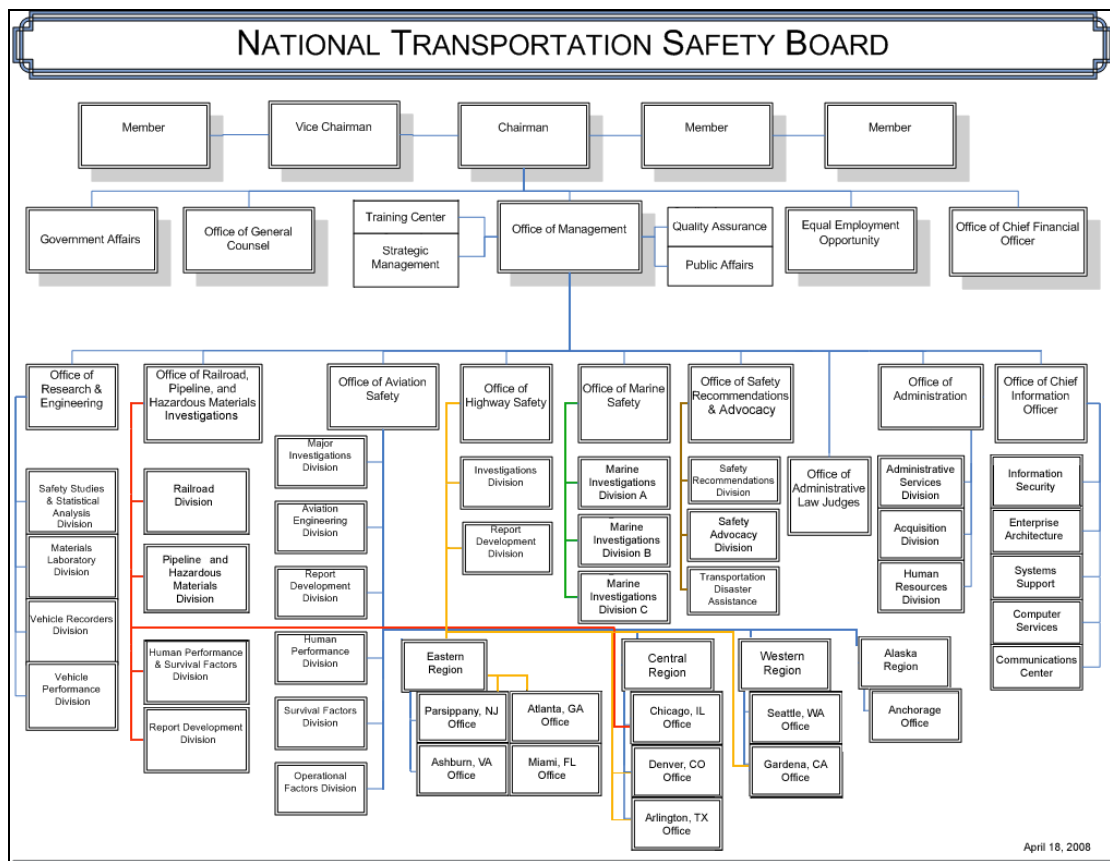 NATIONAL TRANSPORTATION SAFETY BOARD
Member
Vice Chairman
Chairman
Member
Member
Government Affairs
Office of General
Counsel
Training Center
Strategic
Management
Office of Management
Quality Assurance
Public Affairs
Equal Employment
Opportunity
Office of Chief Financial
Officer
Office of
Research &
Engineering
Office of Railroad,
Pipeline, and
Hazardous Materials
Investigations
Office of Aviation
Safety
Office of
Highway Safety
Office of Marine
Safety
Office of Safety
Recommendations
& Advocacy
Office of
Administrative
Law Judges
Office of
Administration
Office of Chief
Information
Officer
Safety Studies
& Statistical
Analysis
Division
Materials
Laboratory
Division
Vehicle Recorders
Division
Vehicle
Performance
Division
Railroad
Division
Pipeline and
Hazardous
Materials
Division
Human Performance
& Survival Factors
Division
Report Development
Division
Major
Investigations
Division
Aviation
Engineering
Division
Report
Development
Division
Human
Performance
Division
Survival Factors
Division
Operational
Factors Division
Investigations
Division
Report
Development
Division
Marine
Investigations
Division A
Marine
Investigations
Division B
Marine
Investigations
Division C
Safety
Recommendations
Division
Safety
Advocacy
Division
Transportation
Disaster
Assistance
Administrative
Services
Division
Acquisition
Division
Human
Resources
Division
Information
Security
Enterprise
Architecture
Systems
Support
Computer
Services
Communications
Center
Eastern
Region
Parsippany, NJ
Office
Atlanta, GA
Office
Ashburn, VA
Office
Miami, FL
Office
Central
Region
Chicago, IL
Office
Denver, CO
Office
Arlington, TX
Office
Western
Region
Seattle, WA
Office
Gardena, CA
Office
Alaska
Region
Anchorage
Office
April 18, 2008